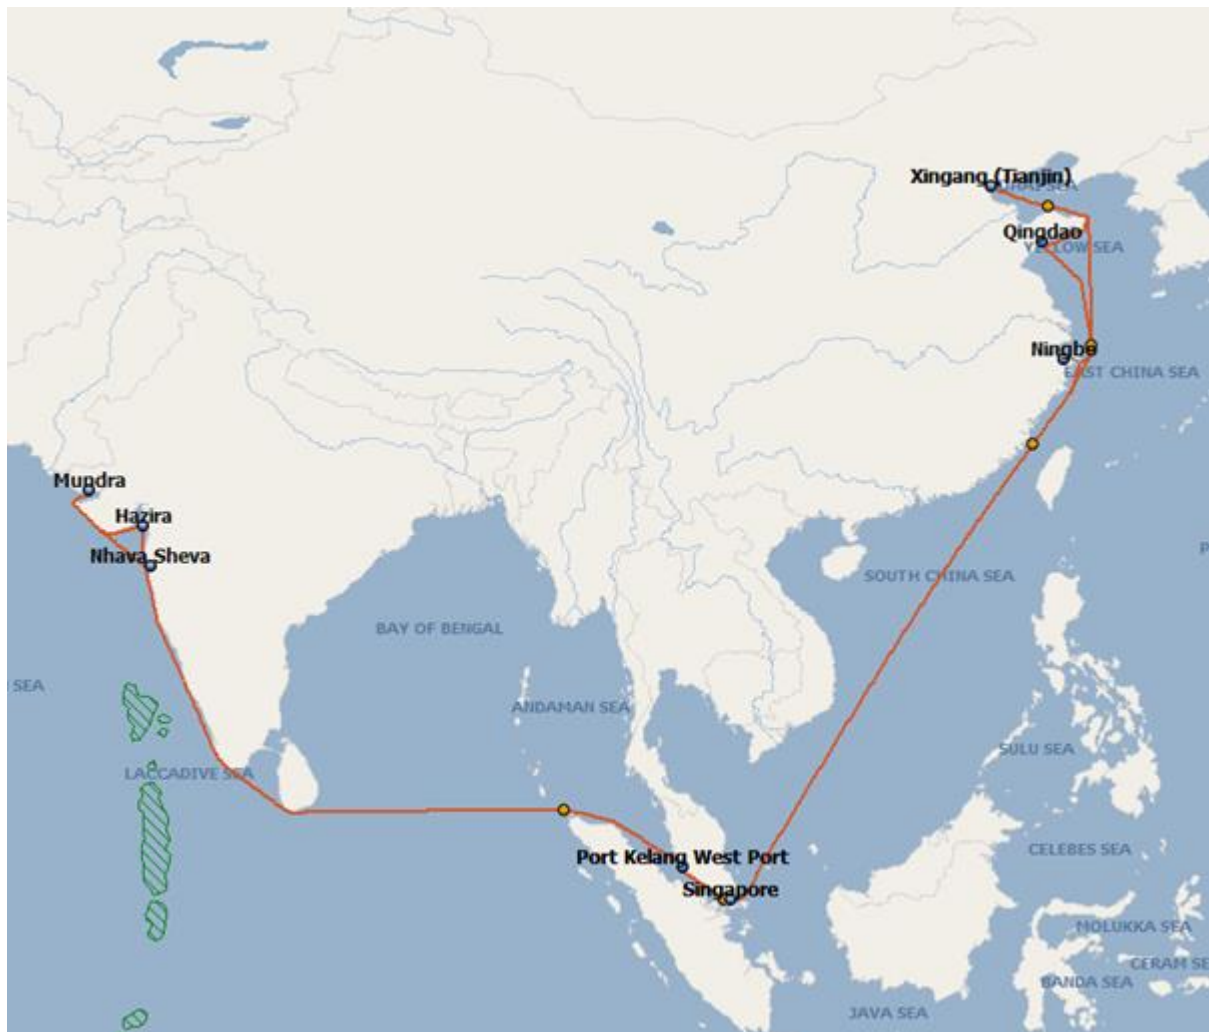 Xingang (Tianjin)
Qingdao
YELLOW SEA
Ningbo
EAST CHINA SEA
Mundra
Hazira
Nhava Sheva
SOUTH CHINA SEA
BAY OF BENGAL
SEA
ANDAMAN SEA
SULU SEA
LACCADIVE SEA
Port Kelang West Port
CELEBES SEA
Singapore
MOLUKKA SEA
CERAM SE
BANDA SEA
JAVA SEA